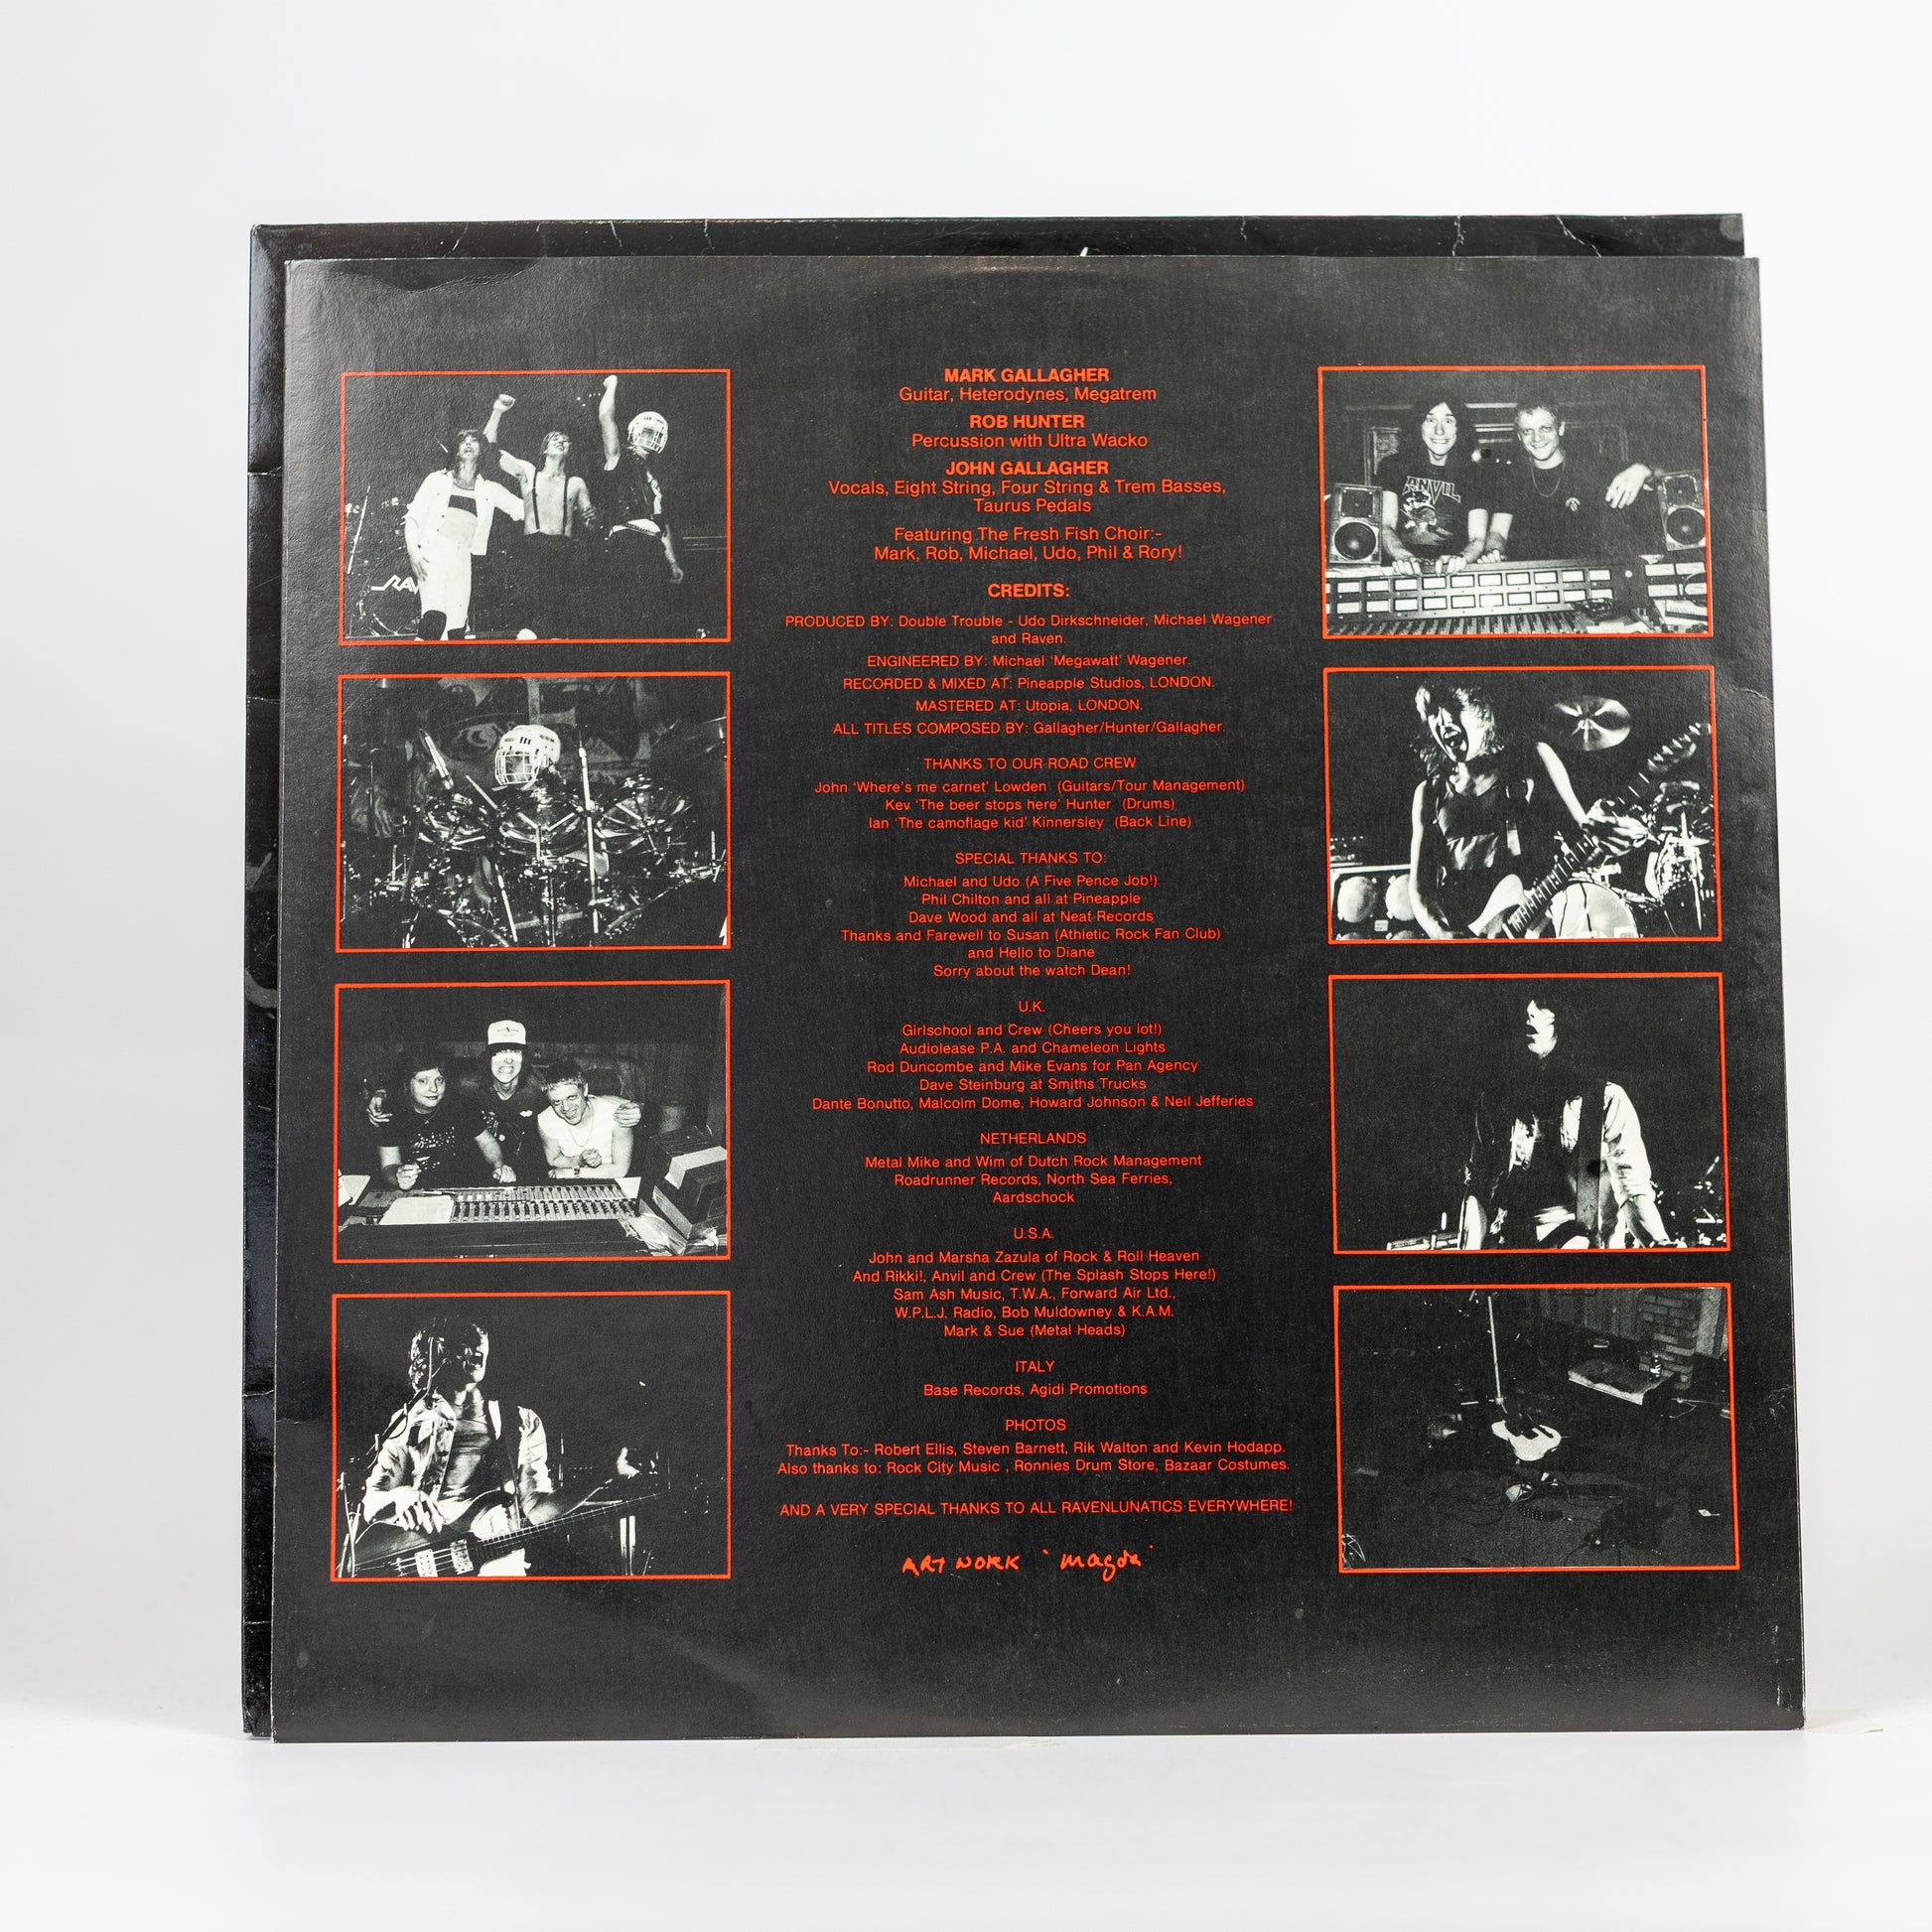 MARK GALLAGHER
Guitar, Heterodynes, Megatrem
ROB HUNTER
Percussion with Ultra Wacko
JOHN GALLAGHER
Vocals, Eight String, Four String & Trem Basses,
Taurus Pedals
Featuring The Fresh Fish Choir:-
Mark, Rob, Michael, Udo, Phil & Rory!
CREDITS:
PRODUCED BY: Double Trouble - Udo Dirkschneider, Michael Wagener
and Raven.
ENGINEERED BY: Michael 'Megawatt' Wagener.
RECORDED & MIXED AT: Pineapple Studios, LONDON.
MASTERED AT: Utopia, LONDON.
ALL TITLES COMPOSED BY: Gallagher/Hunter/Gallagher.
THANKS TO OUR ROAD CREW
John 'Where's me carnet' Lowden (Guitars/Tour Management)
Kev 'The beer stops here' Hunter (Drums)
Ian 'The camoflage kid' Kinnersley (Back Line)
SPECIAL THANKS TO:
Michael and Udo (A Five Pence Job!)
Phil Chilton and all at Pineapple
Dave Wood and all at Neat Records
Thanks and Farewell to Susan (Athletic Rock Fan Club)
and Hello to Diane
Sorry about the watch Dean!
U.K.
Girlschool and Crew (Cheers you lot!)
Audiolease P.A. and Chameleon Lights
Rod Duncombe and Mike Evans for Pan Agency
Dave Steinburg at Smiths Trucks
Dante Bonutto, Malcolm Dome, Howard Johnson & Neil Jefferies
NETHERLANDS
Metal Mike and Wim of Dutch Rock Management
Roadrunner Records, North Sea Ferries,
Aardschock
U.S.A.
John and Marsha Zazula of Rock & Roll Heaven
And Rikki!, Anvil and Crew (The Splash Stops Here!)
Sam Ash Music, T.W.A., Forward Air Ltd.,
W.P.L.J. Radio, Bob Muldowney & K.A.M.
Mark & Sue (Metal Heads)
ITALY
Base Records, Agidi Promotions
PHOTOS
Thanks To:- Robert Ellis, Steven Barnett, Rik Walton and Kevin Hodapp.
Also thanks to: Rock City Music , Ronnies Drum Store, Bazaar Costumes.
AND A VERY SPECIAL THANKS TO ALL RAVENLUNATICS EVERYWHERE!
ART WORK 'Magda'
ANVIL